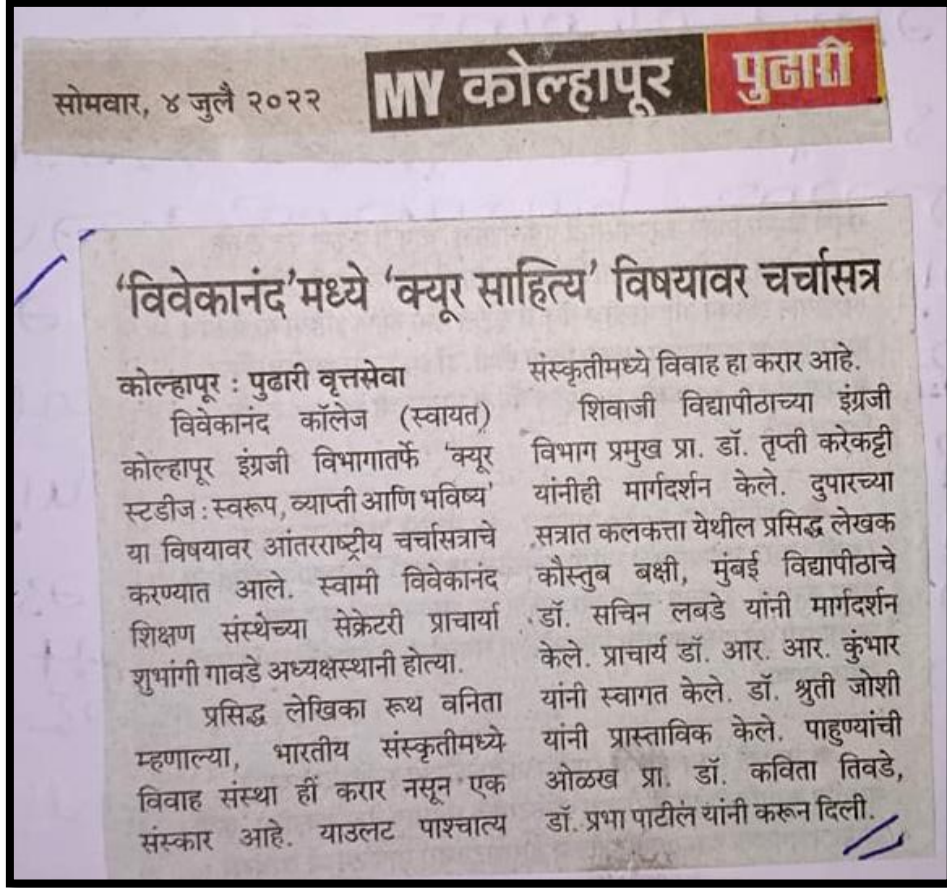 सोमवार, ४ जुलै २०२२
MY कोल्हापूर पुढारी
‘विवेकानंद’मध्ये ‘क्यूर साहित्य’ विषयावर चर्चासत्र
कोल्हापूर : पुढारी वृत्तसेवा
विवेकानंद कॉलेज (स्वायत)
कोल्हापूर इंग्रजी विभागातर्फे ‘क्यूर
स्टडीज : स्वरूप, व्याप्ती आणि भविष्य’
या विषयावर आंतरराष्ट्रीय चर्चासत्राचे
करण्यात आले. स्वामी विवेकानंद
शिक्षण संस्थेच्या सेक्रेटरी प्राचार्या
शुभांगी गावडे अध्यक्षस्थानी होत्या.
प्रसिद्ध लेखिका रूथ वनिता
म्हणाल्या, भारतीय संस्कृतीमध्ये
विवाह संस्था हीं करार नसून एक
संस्कार आहे. याउलट पाश्चात्य
संस्कृतीमध्ये विवाह हा करार आहे.
शिवाजी विद्यापीठाच्या इंग्रजी
विभाग प्रमुख प्रा. डॉ. तृप्ती करेकट्टी
यांनीही मार्गदर्शन केले. दुपारच्या
सत्रात कलकत्ता येथील प्रसिद्ध लेखक
कौस्तुब बक्षी, मुंबई विद्यापीठाचे
डॉ. सचिन लबडे यांनी मार्गदर्शन
केले. प्राचार्य डॉ. आर. आर. कुंभार
यांनी स्वागत केले. डॉ. श्रुती जोशी
यांनी प्रास्ताविक केले. पाहुण्यांची
ओळख प्रा. डॉ. कविता तिवडे,
डॉ. प्रभा पाटील यांनी करून दिली.